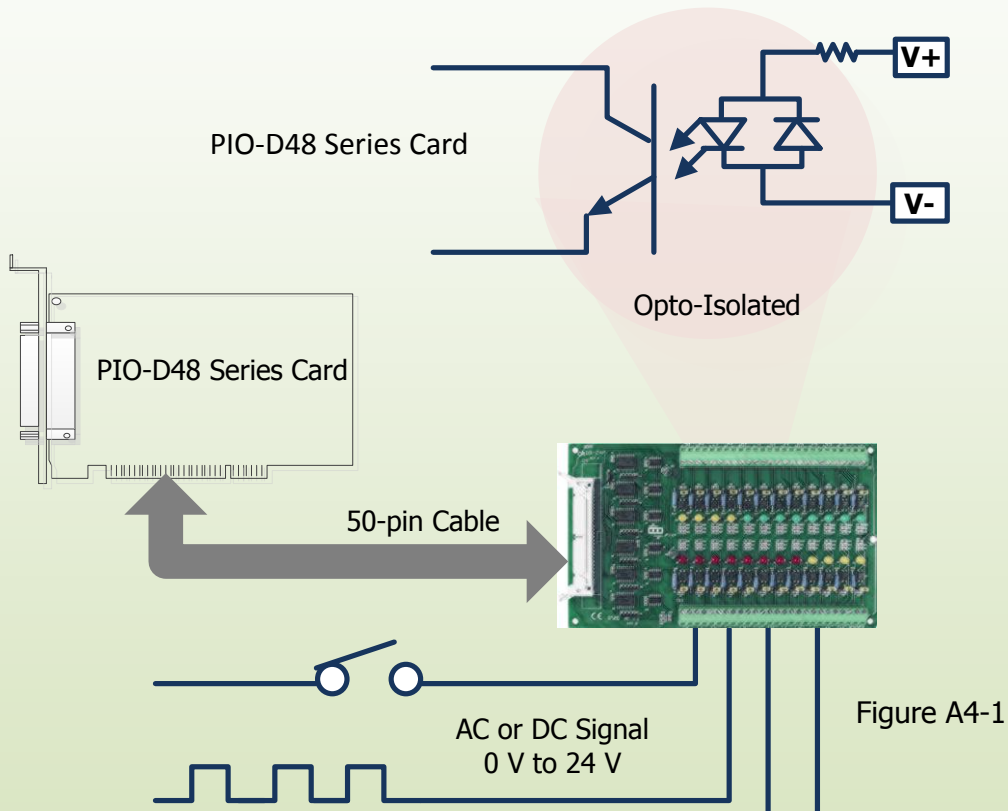 V+
PIO-D48 Series Card
V-
Opto-Isolated
PIO-D48 Series Card
50-pin Cable
AC or DC Signal
0 V to 24 V
Figure A4-1